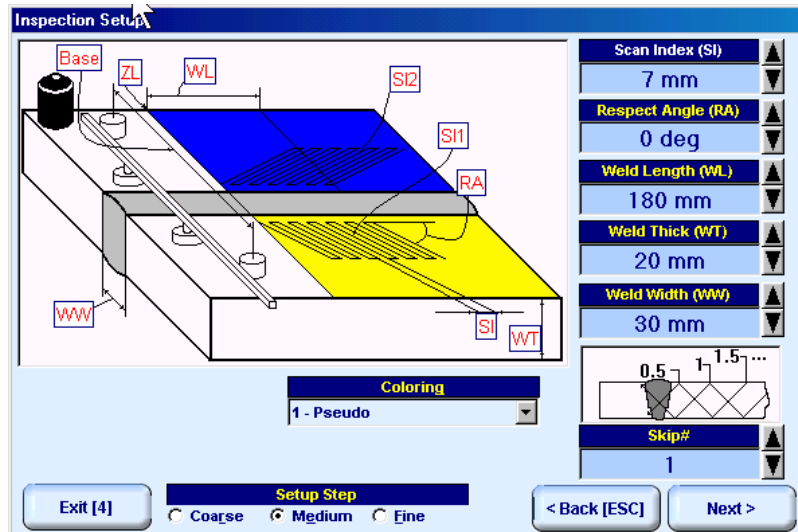 Inspection Setup
Base
ZL
WL
SI2
SI1
RA
WW
SI
WT
Scan Index (SI)
7 mm
Respect Angle (RA)
0 deg
Weld Length (WL)
180 mm
Weld Thick (WT)
20 mm
Weld Width (WW)
30 mm
0.5
1
1.5 ...
Coloring
1 - Pseudo
Skip#
1
Exit [4]
Setup Step
Coarse Medium Fine
< Back [ESC]
Next >